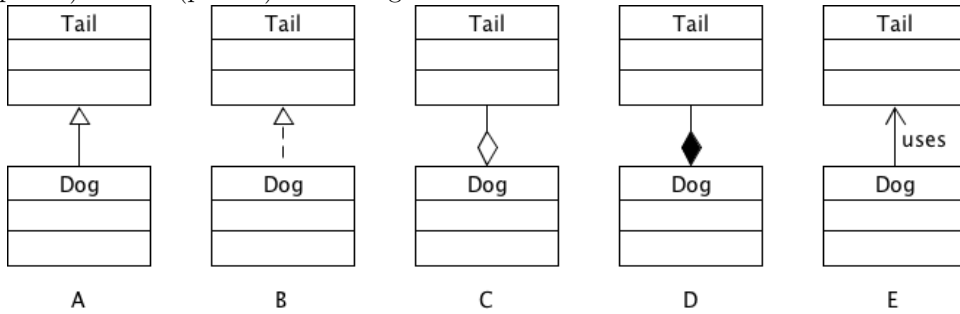 Tail Tail Tail Tail Tail
uses
Dog Dog Dog Dog Dog
A B C D E